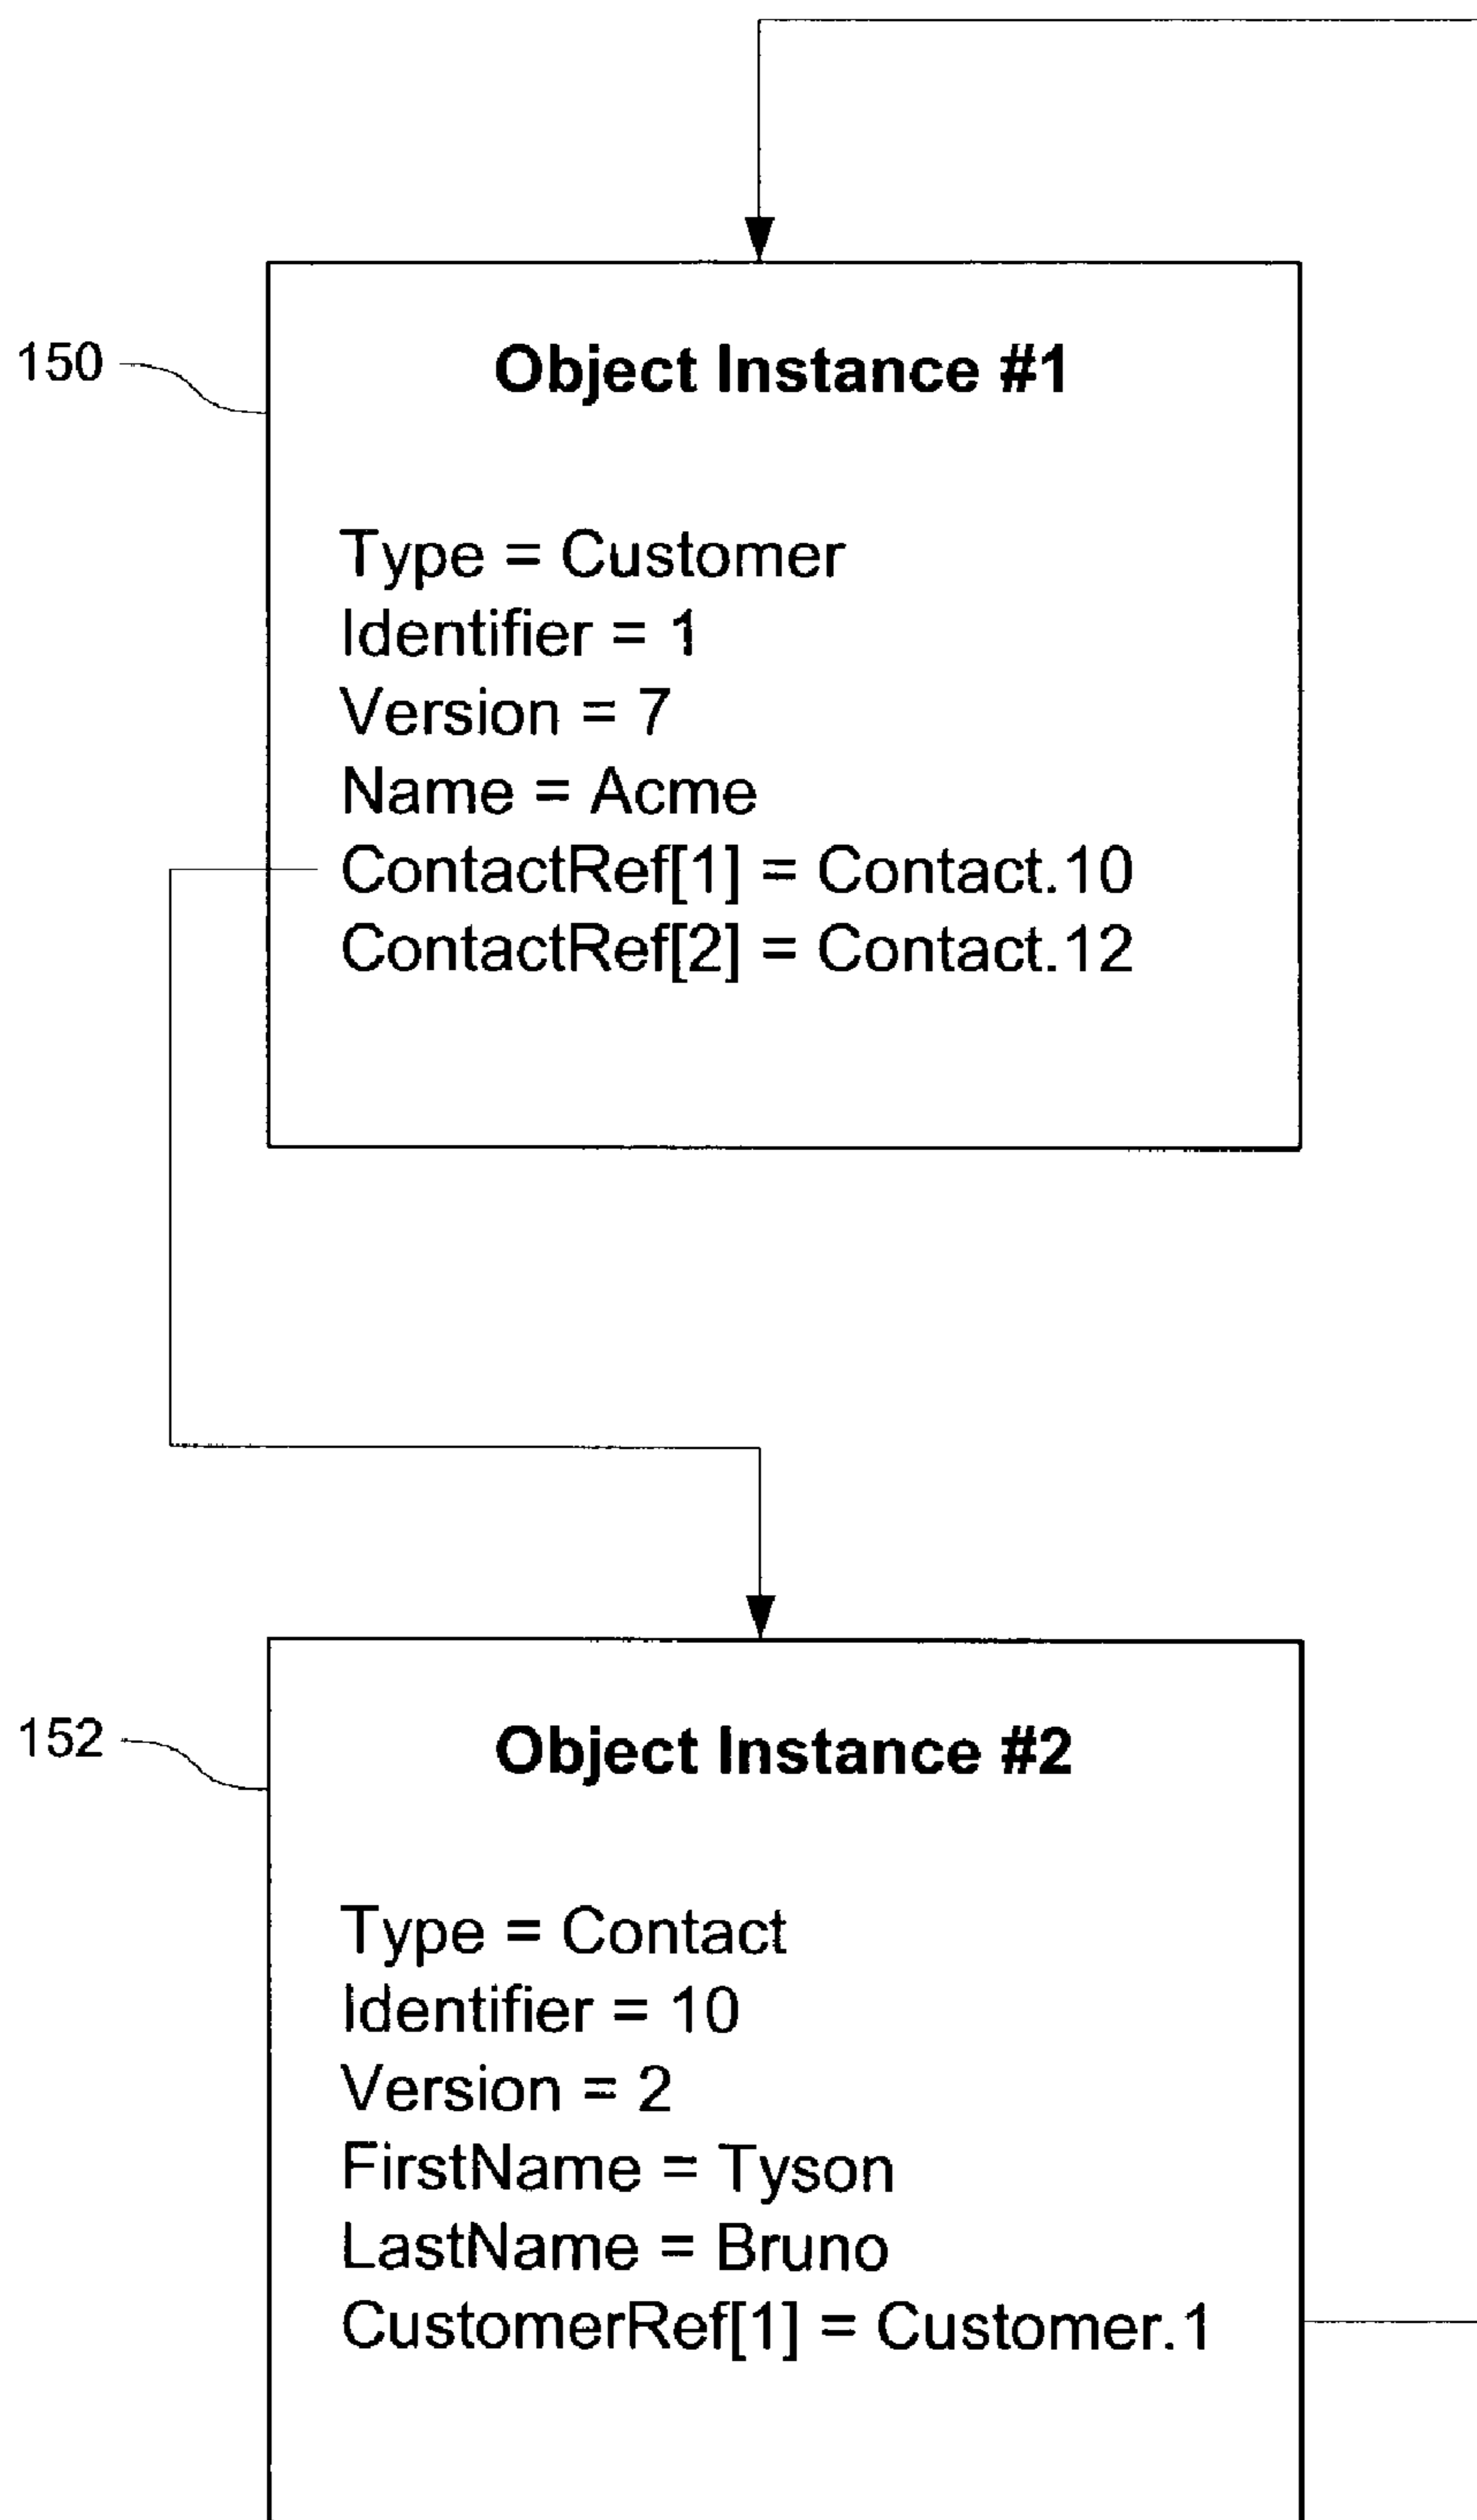 150
Object Instance #1
Type = Customer
Identifier = 1
Version = 7
Name = Acme
ContactRef[1] = Contact.10
ContactRef[2] = Contact.12
152
Object Instance #2
Type = Contact
Identifier = 10
Version = 2
FirstName = Tyson
LastName = Bruno
CustomerRef[1] = Customer.1